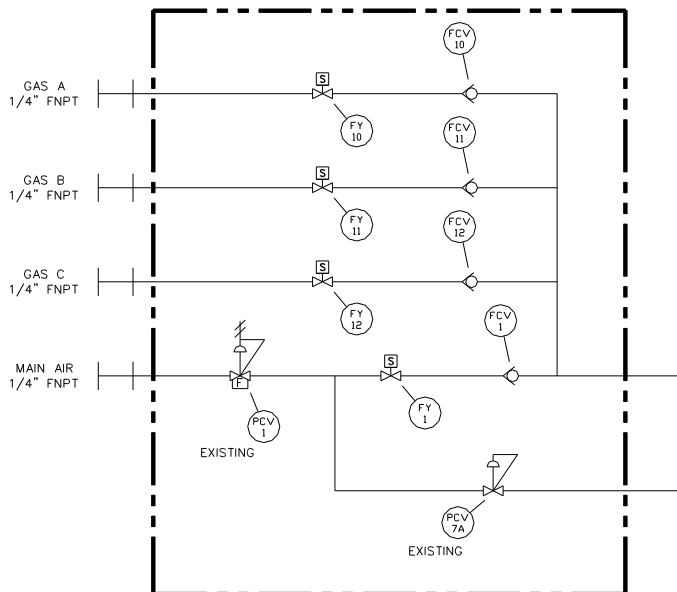 FCV
10
GAS A
1/4" FNPT
S
FY
10
FCV
11
GAS B
1/4" FNPT
S
FY
11
FCV
12
GAS C
1/4" FNPT
S
FY
12
FCV
1
MAIN AIR
1/4" FNPT
S
F
PCV
1
FY
1
EXISTING
PCV
7A
EXISTING